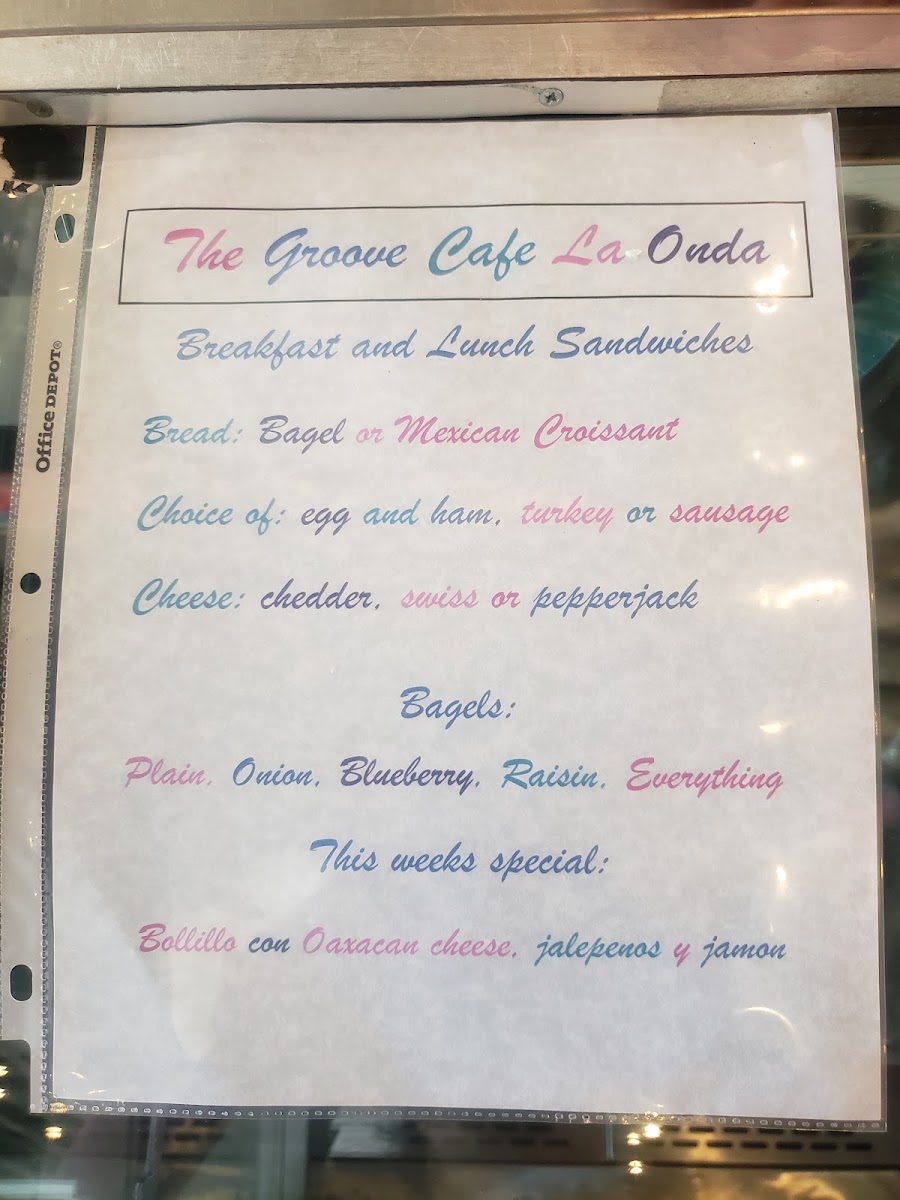 The Groove Cafe La Onda
Breakfast and Lunch Sandwiches
Bread: Bagel or Mexican Croissant
Choice of: egg and ham, turkey or sausage
Cheese: chedder, swiss or pepperjack
Bagels:
Plain, Onion, Blueberry, Raisin, Everything
This weeks special:
Bollillo con Oaxacan cheese, jalepenos y jamon
Office DEPOT®